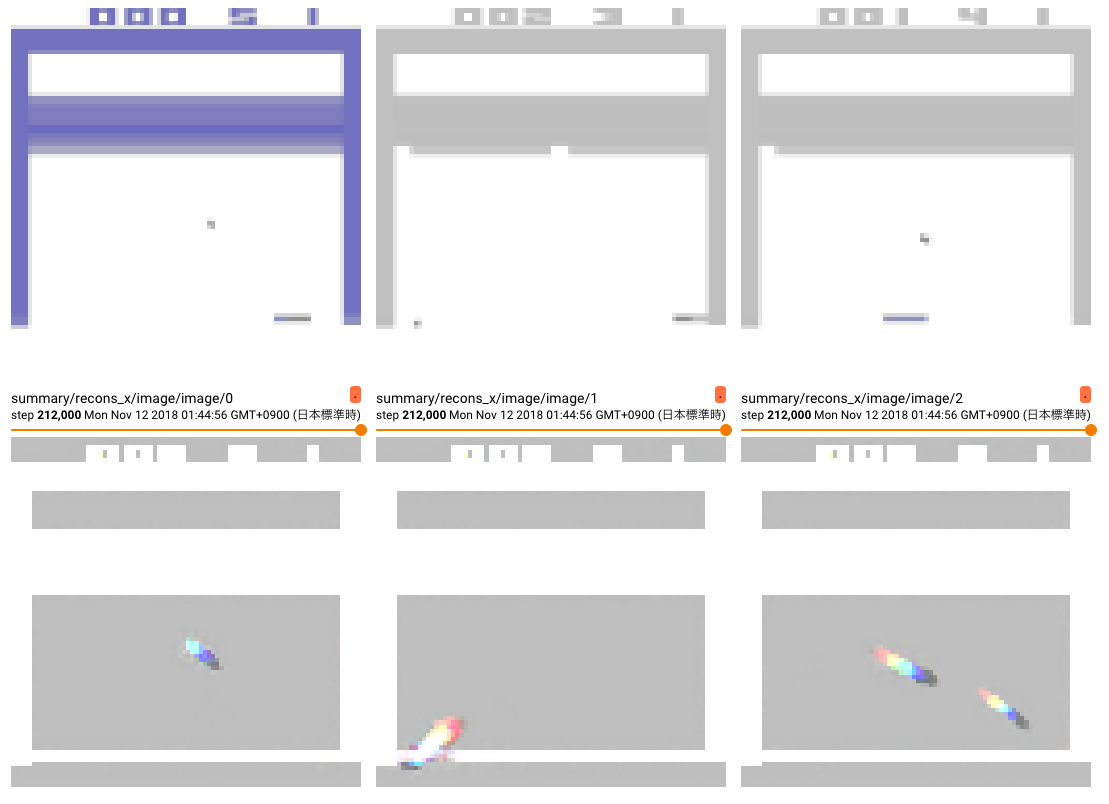 summary/recons_x/image/image/0
step 212,000 Mon Nov 12 2018 01:44:56 GMT+0900 (日本標準時)
summary/recons_x/image/image/1
step 212,000 Mon Nov 12 2018 01:44:56 GMT+0900 (日本標準時)
summary/recons_x/image/image/2
step 212,000 Mon Nov 12 2018 01:44:56 GMT+0900 (日本標準時)